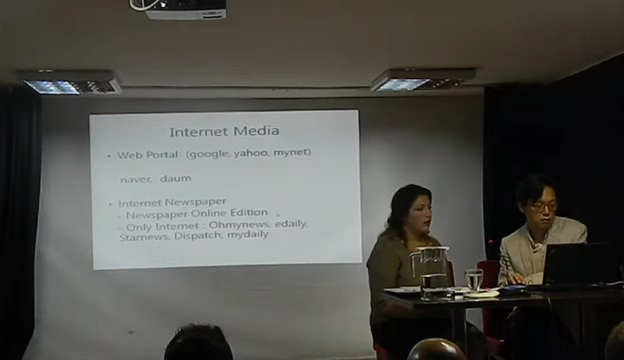 Internet Media
• Web Portal (google, yahoo, mynet)
naver, daum
• Internet Newspaper
- Newspaper Online Edition
- Only Internet : Ohmynews, edaily,
Starnews, Dispatch, mydaily